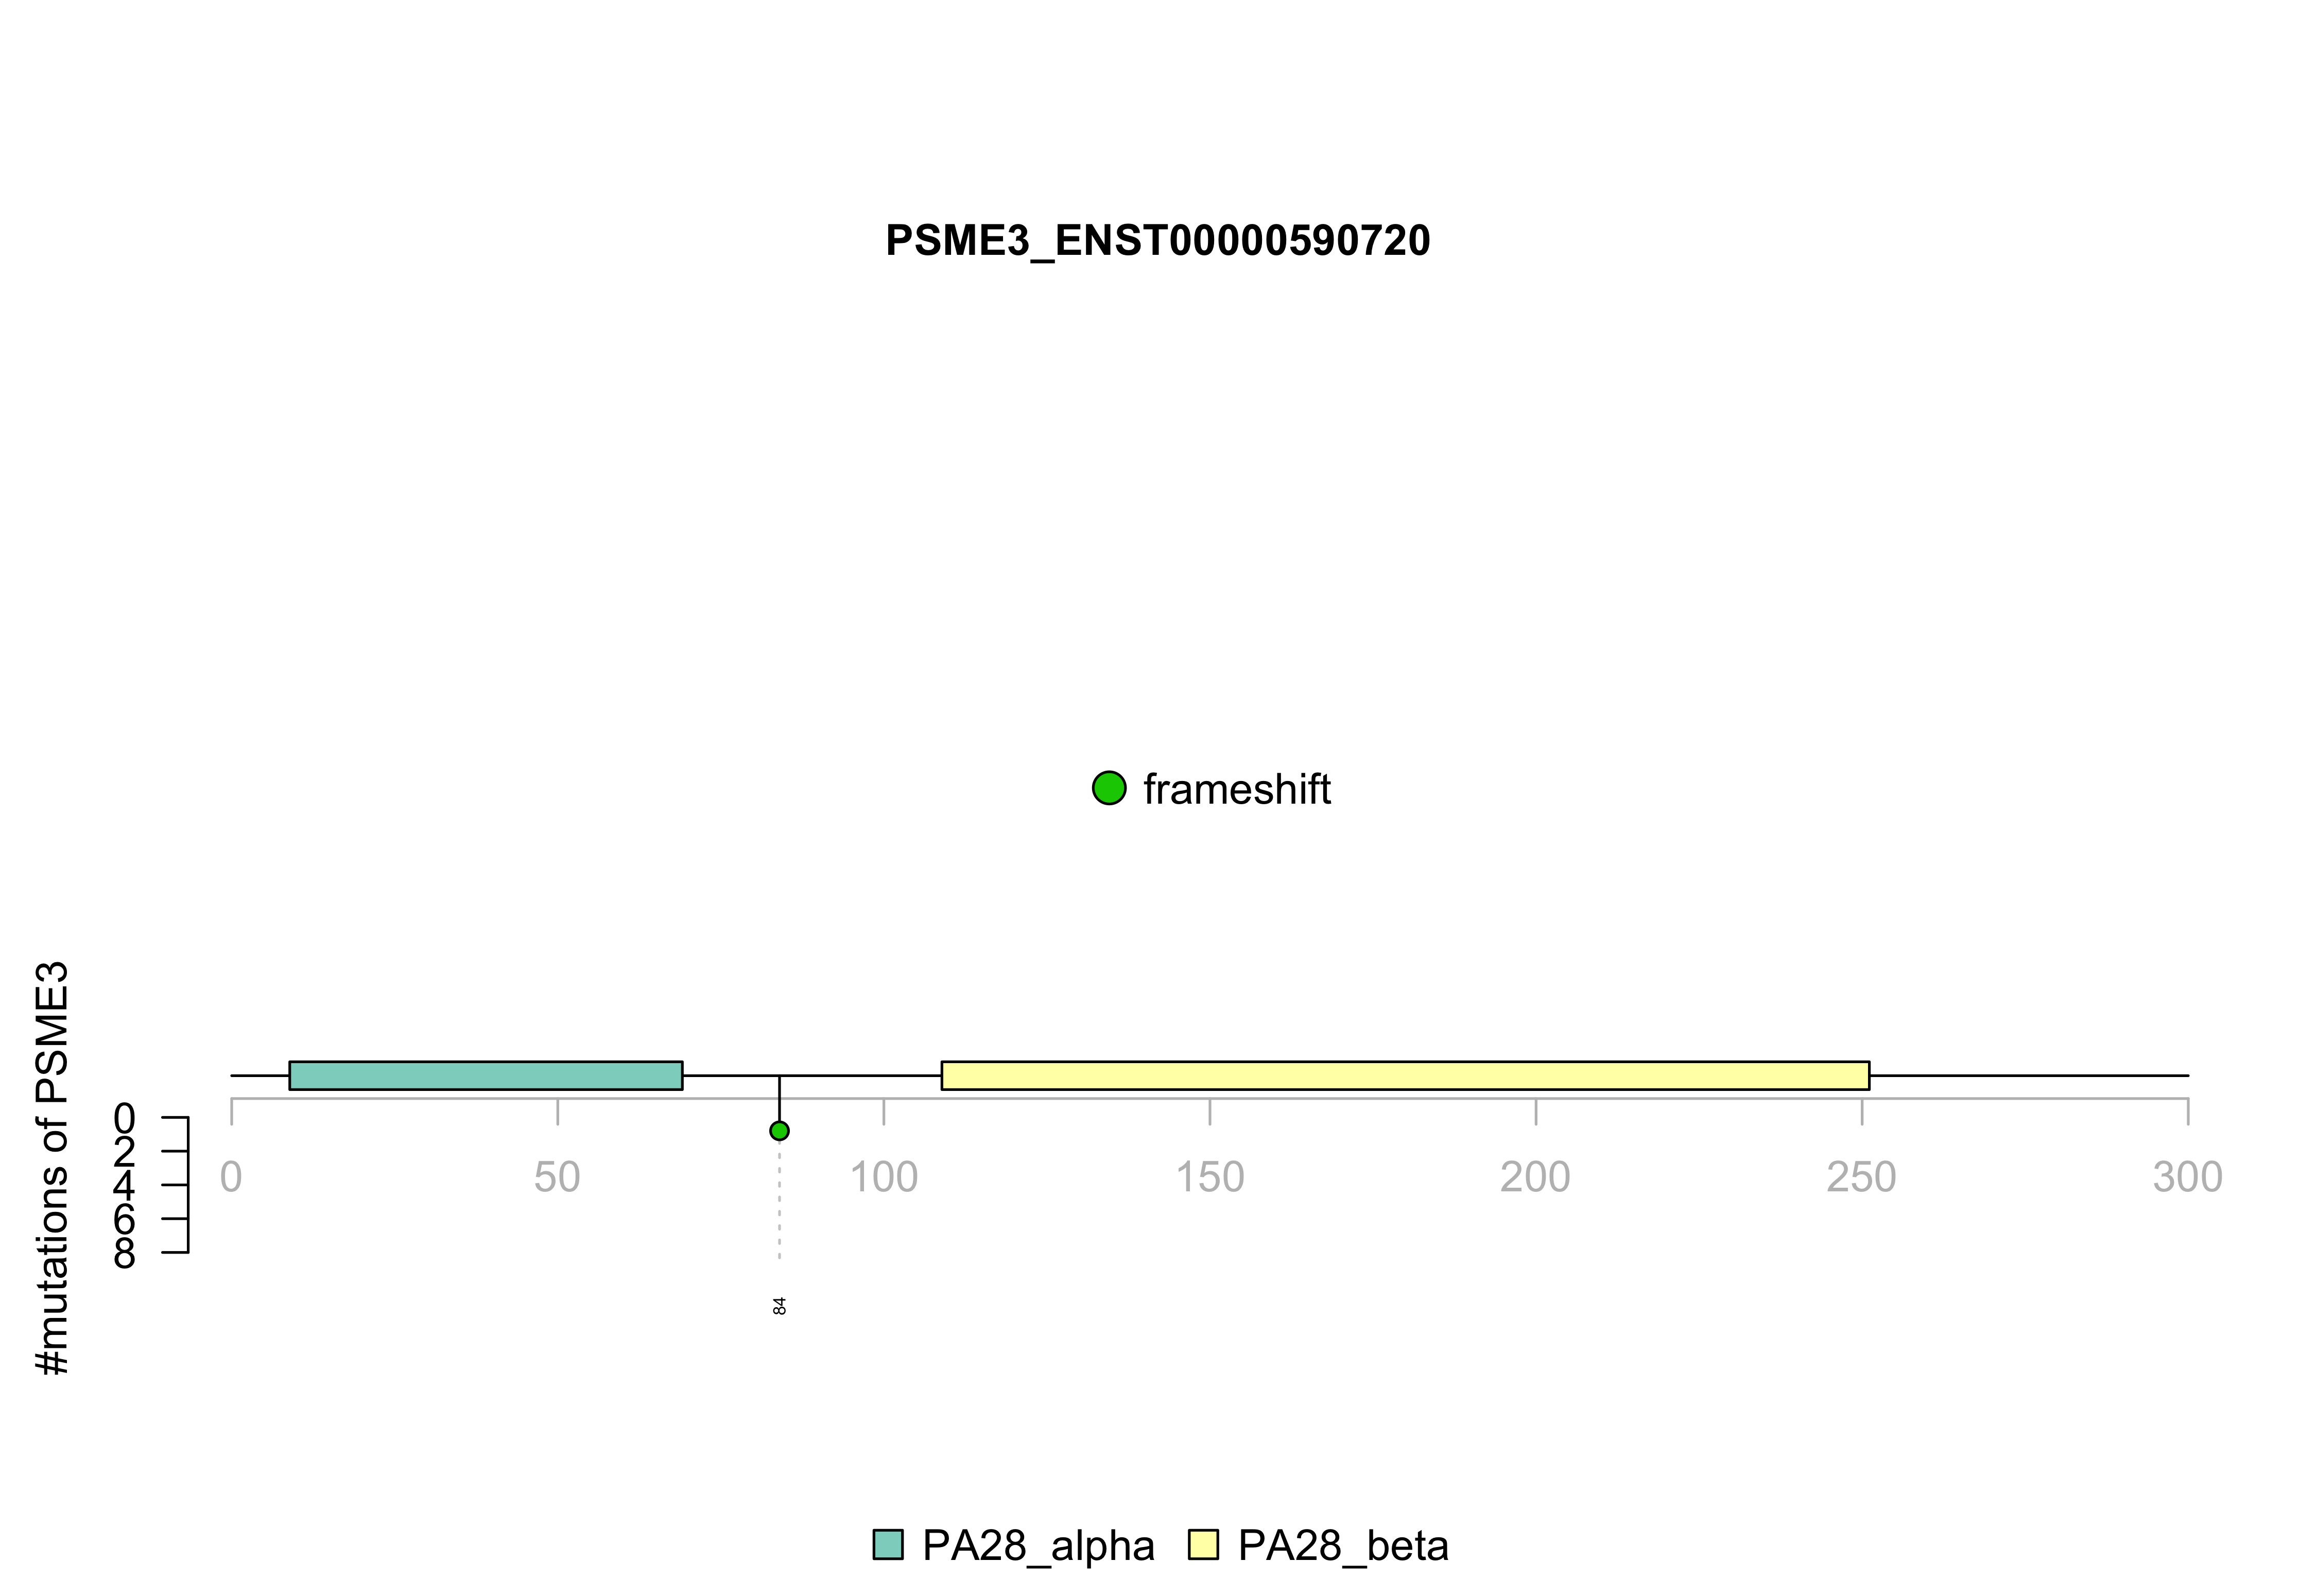 PSME3_ENST00000590720
frameshift
#mutations of PSME3
0
2
4
6
8
0 50 100 150 200 250 300
84
PA28_alpha PA28_beta